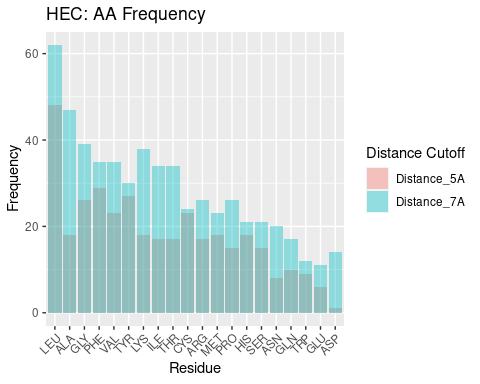 HEC: AA Frequency
Frequency
60
40
20
0
LEU ALA GLY PHE VAL TYR LYS ILE THR CYS ARG MET PRO HIS SER ASN GLN TRP GLU ASP
Residue
Distance Cutoff
Distance_5A
Distance_7A